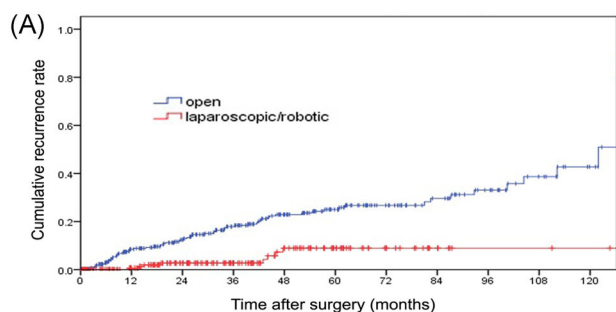 (A)
Cumulative recurrence rate
1.0
0.8
0.6
0.4
0.2
0.0
open
laparoscopic/robotic
0 12 24 36 48 60 72 84 96 108 120
Time after surgery (months)